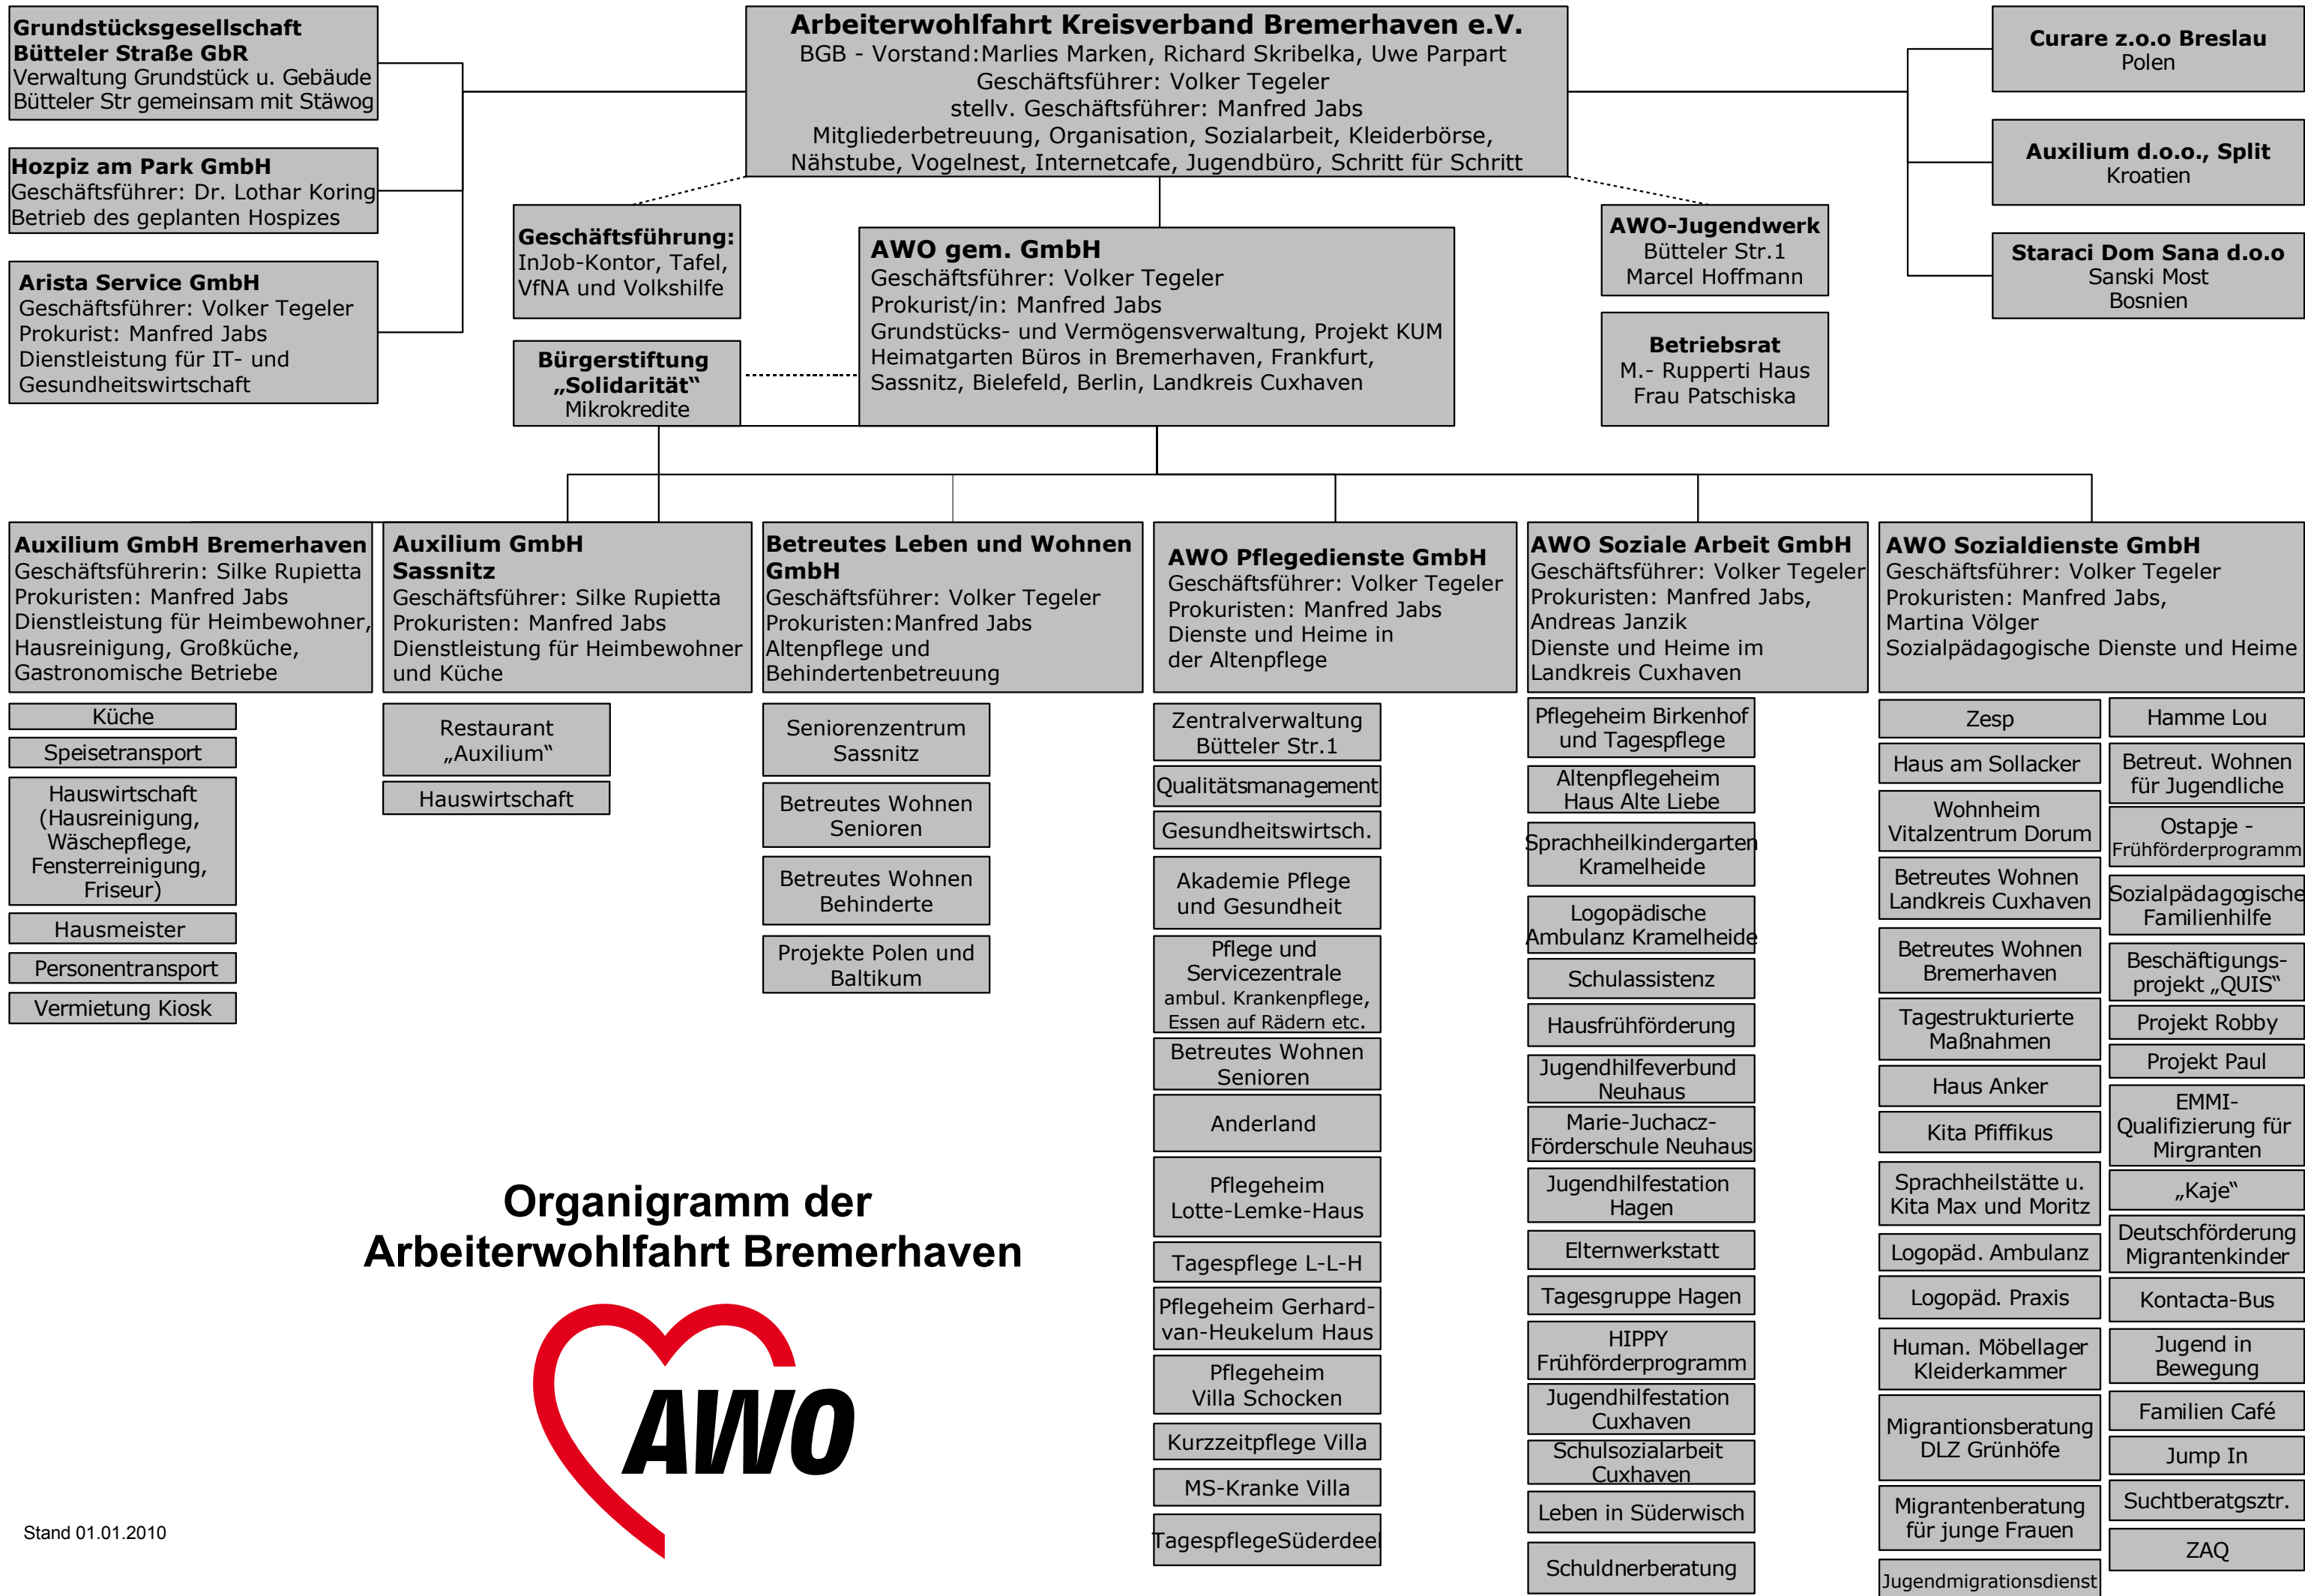 Grundstücksgesellschaft
Bütteler Straße GbR
Verwaltung Grundstück u. Gebäude
Bütteler Str gemeinsam mit Stäwog
Hozpiz am Park GmbH
Geschäftsführer: Dr. Lothar Koring
Betrieb des geplanten Hospizes
Arista Service GmbH
Geschäftsführer: Volker Tegeler
Prokurist: Manfred Jabs
Dienstleistung für IT- und
Gesundheitswirtschaft
Arbeiterwohlfahrt Kreisverband Bremerhaven e.V.
BGB - Vorstand:Marlies Marken, Richard Skribelka, Uwe Parpart
Geschäftsführer: Volker Tegeler
stellv. Geschäftsführer: Manfred Jabs
Mitgliederbetreuung, Organisation, Sozialarbeit, Kleiderbörse,
Nähstube, Vogelnest, Internetcafe, Jugendbüro, Schritt für Schritt
Curare z.o.o Breslau
Polen
Auxilium d.o.o., Split
Kroatien
Staraci Dom Sana d.o.o
Sanski Most
Bosnien
Geschäftsführung:
InJob-Kontor, Tafel,
VfNA und Volkshilfe
Bürgerstiftung
„Solidarität“
Mikrokredite
AWO gem. GmbH
Geschäftsführer: Volker Tegeler
Prokurist/in: Manfred Jabs
Grundstücks- und Vermögensverwaltung, Projekt KUM
Heimatgarten Büros in Bremerhaven, Frankfurt,
Sassnitz, Bielefeld, Berlin, Landkreis Cuxhaven
AWO-Jugendwerk
Bütteler Str.1
Marcel Hoffmann
Betriebsrat
M.- Rupperti Haus
Frau Patschiska
Auxilium GmbH Bremerhaven
Geschäftsführerin: Silke Rupietta
Prokuristen: Manfred Jabs
Dienstleistung für Heimbewohner,
Hausreinigung, Großküche,
Gastronomische Betriebe
Küche
Speisetransport
Hauswirtschaft
(Hausreinigung,
Wäschepflege,
Fensterreinigung,
Friseur)
Hausmeister
Personentransport
Vermietung Kiosk
Auxilium GmbH
Sassnitz
Geschäftsführer: Silke Rupietta
Prokuristen: Manfred Jabs
Dienstleistung für Heimbewohner
und Küche
Restaurant
„Auxilium“
Hauswirtschaft
Betreutes Leben und Wohnen
GmbH
Geschäftsführer: Volker Tegeler
Prokuristen:Manfred Jabs
Altenpflege und
Behindertenbetreuung
Seniorenzentrum
Sassnitz
Betreutes Wohnen
Senioren
Betreutes Wohnen
Behinderte
Projekte Polen und
Baltikum
AWO Pflegedienste GmbH
Geschäftsführer: Volker Tegeler
Prokuristen: Manfred Jabs
Dienste und Heime in
der Altenpflege
Zentralverwaltung
Bütteler Str.1
Qualitätsmanagement
Gesundheitswirtsch.
Akademie Pflege
und Gesundheit
Pflege und
Servicezentrale
ambul. Krankenpflege,
Essen auf Rädern etc.
Betreutes Wohnen
Senioren
Anderland
Pflegeheim
Lotte-Lemke-Haus
Tagespflege L-L-H
Pflegeheim Gerhard-
van-Heukelum Haus
Pflegeheim
Villa Schocken
Kurzzeitpflege Villa
MS-Kranke Villa
TagespflegeSüderdeel
AWO Soziale Arbeit GmbH
Geschäftsführer: Volker Tegeler
Prokuristen: Manfred Jabs,
Andreas Janzik
Dienste und Heime im
Landkreis Cuxhaven
Pflegeheim Birkenhof
und Tagespflege
Altenpflegeheim
Haus Alte Liebe
Sprachheilkindergarten
Kramelheide
Logopädische
Ambulanz Kramelheide
Schulassistenz
Hausfrühförderung
Jugendhilfeverbund
Neuhaus
Marie-Juchacz-
Förderschule Neuhaus
Jugendhilfestation
Hagen
Elternwerkstatt
Tagesgruppe Hagen
HIPPY
Frühförderprogramm
Jugendhilfestation
Cuxhaven
Schulsozialarbeit
Cuxhaven
Leben in Süderwisch
Schuldnerberatung
AWO Sozialdienste GmbH
Geschäftsführer: Volker Tegeler
Prokuristen: Manfred Jabs,
Martina Völger
Sozialpädagogische Dienste und Heime
Zesp
Haus am Sollacker
Wohnheim
Vitalzentrum Dorum
Betreutes Wohnen
Landkreis Cuxhaven
Betreutes Wohnen
Bremerhaven
Tagestrukturierte
Maßnahmen
Haus Anker
Kita Pfiffikus
Sprachheilstätte u.
Kita Max und Moritz
Logopäd. Ambulanz
Logopäd. Praxis
Human. Möbellager
Kleiderkammer
Migrantionsberatung
DLZ Grünhöfe
Migrantenberatung
für junge Frauen
Jugendmigrationsdienst
Hamme Lou
Betreut. Wohnen
für Jugendliche
Ostapje -
Frühförderprogramm
Sozialpädagogische
Familienhilfe
Beschäftigungs-
projekt „QUIS“
Projekt Robby
Projekt Paul
EMMI-
Qualifizierung für
Mirgranten
„Kaje“
Deutschförderung
Migrantenkinder
Kontacta-Bus
Jugend in
Bewegung
Familien Café
Jump In
Suchtberatgsztr.
ZAQ
Organigramm der
Arbeiterwohlfahrt Bremerhaven
AWO
Stand 01.01.2010